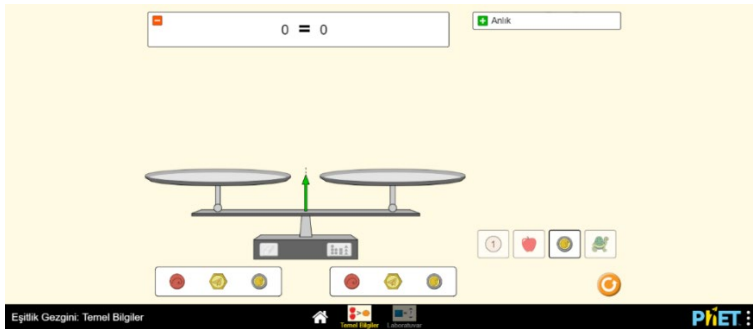 0 = 0
Anlık
1
Eşitlik Gezgini: Temel Bilgiler
Temel Bilgiler
Laboratuvar
PhET